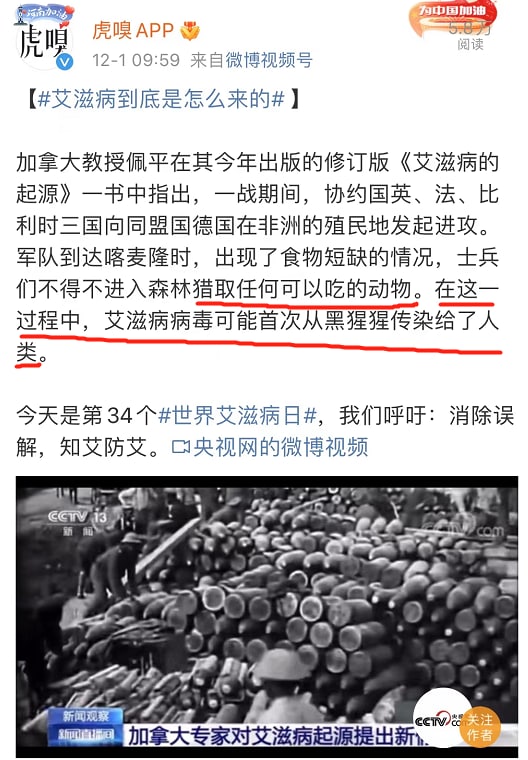 河南加油
虎嗅
虎嗅APP
为中国加油
12-1 09:59 来自微博视频号
5.8万
阅读
【#艾滋病到底是怎么来的#】
加拿大教授佩平在其今年出版的修订版《艾滋病的
起源》一书中指出，一战期间，协约国英、法、比
利时三国向同盟国德国在非洲的殖民地发起进攻。
军队到达喀麦隆时，出现了食物短缺的情况，士兵
们不得不进入森林猎取任何可以吃的动物。在这一
过程中，艾滋病病毒可能首次从黑猩猩传染给了人
类。
今天是第34个#世界艾滋病日#，我们呼吁：消除误
解，知艾防艾。央视网的微博视频
CCTV 13
新闻
com
新闻观察
新闻直播间
加拿大专家对艾滋病起源提出新
CCTV
关注
作者